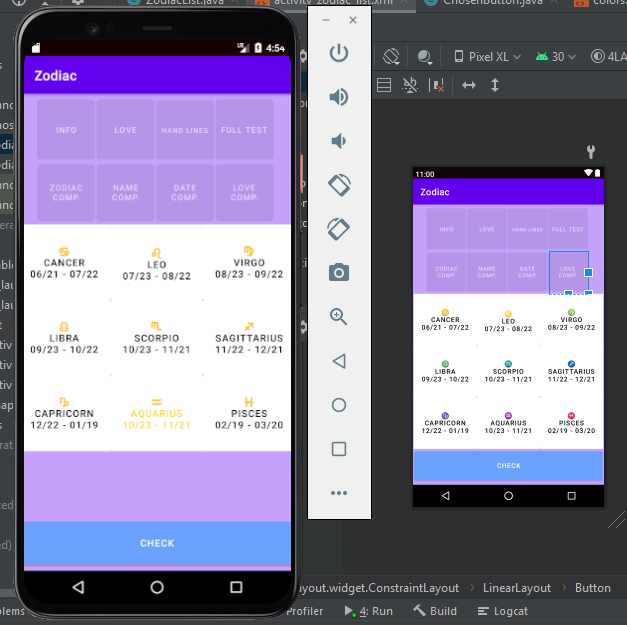 ZodiacList.java
activity_zodiac_list.xml
ChosenButton.java
colors.
4:54
Zodiac
INFO
LOVE
HAND LINES
FULL TEST
ZODIAC COMP.
NAME COMP.
DATE COMP.
LOVE COMP.
CANCER
06/21 - 07/22
LEO
07/23 - 08/22
VIRGO
08/23 - 09/22
LIBRA
09/23 - 10/22
SCORPIO
10/23 - 11/21
SAGITTARIUS
11/22 - 12/21
CAPRICORN
12/22 - 01/19
AQUARIUS
10/23 - 11/21
PISCES
02/19 - 03/20
CHECK
Pixel XL
30
4LA
11:00
Zodiac
INFO
LOVE
HAND LINES
FULL TEST
ZODIAC COMP.
NAME COMP.
DATE COMP.
LOVE COMP.
CANCER
06/21 - 07/22
LEO
07/23 - 08/22
VIRGO
08/23 - 09/22
LIBRA
09/23 - 10/22
SCORPIO
10/23 - 11/21
SAGITTARIUS
11/22 - 12/21
CAPRICORN
12/22 - 01/19
AQUARIUS
10/23 - 11/21
PISCES
02/19 - 03/20
CHECK
ayout.widget.ConstraintLayout > LinearLayout > Button
oblems
Profiler
4: Run
Build
Logcat